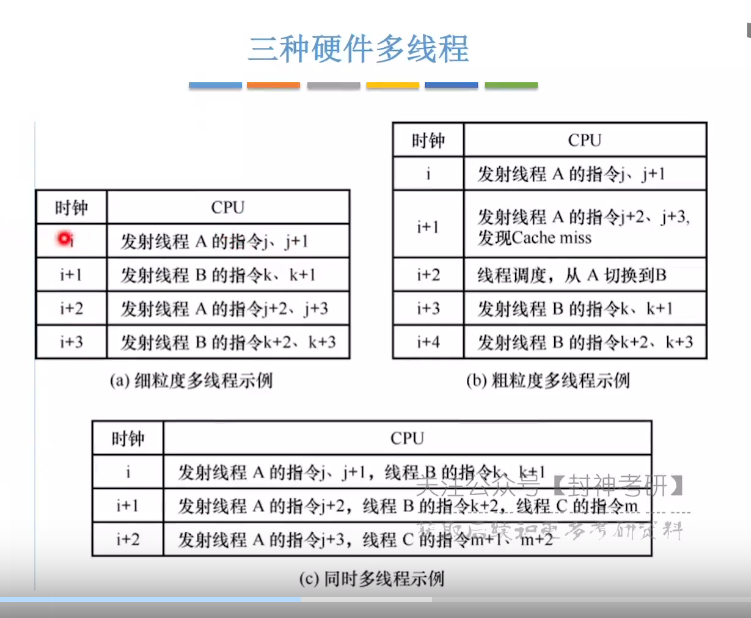 三种硬件多线程
时钟 CPU
i 发射线程 A 的指令j、j+1
i+1 发射线程 B 的指令k、k+1
i+2 发射线程 A 的指令j+2、j+3
i+3 发射线程 B 的指令k+2、k+3
(a) 细粒度多线程示例
时钟 CPU
i 发射线程 A 的指令j、j+1
i+1 发射线程 A 的指令j+2、j+3,
发现Cache miss
i+2 线程调度，从 A 切换到B
i+3 发射线程 B 的指令k、k+1
i+4 发射线程 B 的指令k+2、k+3
(b) 粗粒度多线程示例
时钟 CPU
i 发射线程 A 的指令j、j+1，线程 B 的指令k、k+1
i+1 发射线程 A 的指令j+2，线程 B 的指令k+2，线程 C 的指令m
i+2 发射线程 A 的指令j+3，线程 C 的指令m+1、m+2
(c) 同时多线程示例
关注公众号【封神考研】
获取后续和更多考研资料